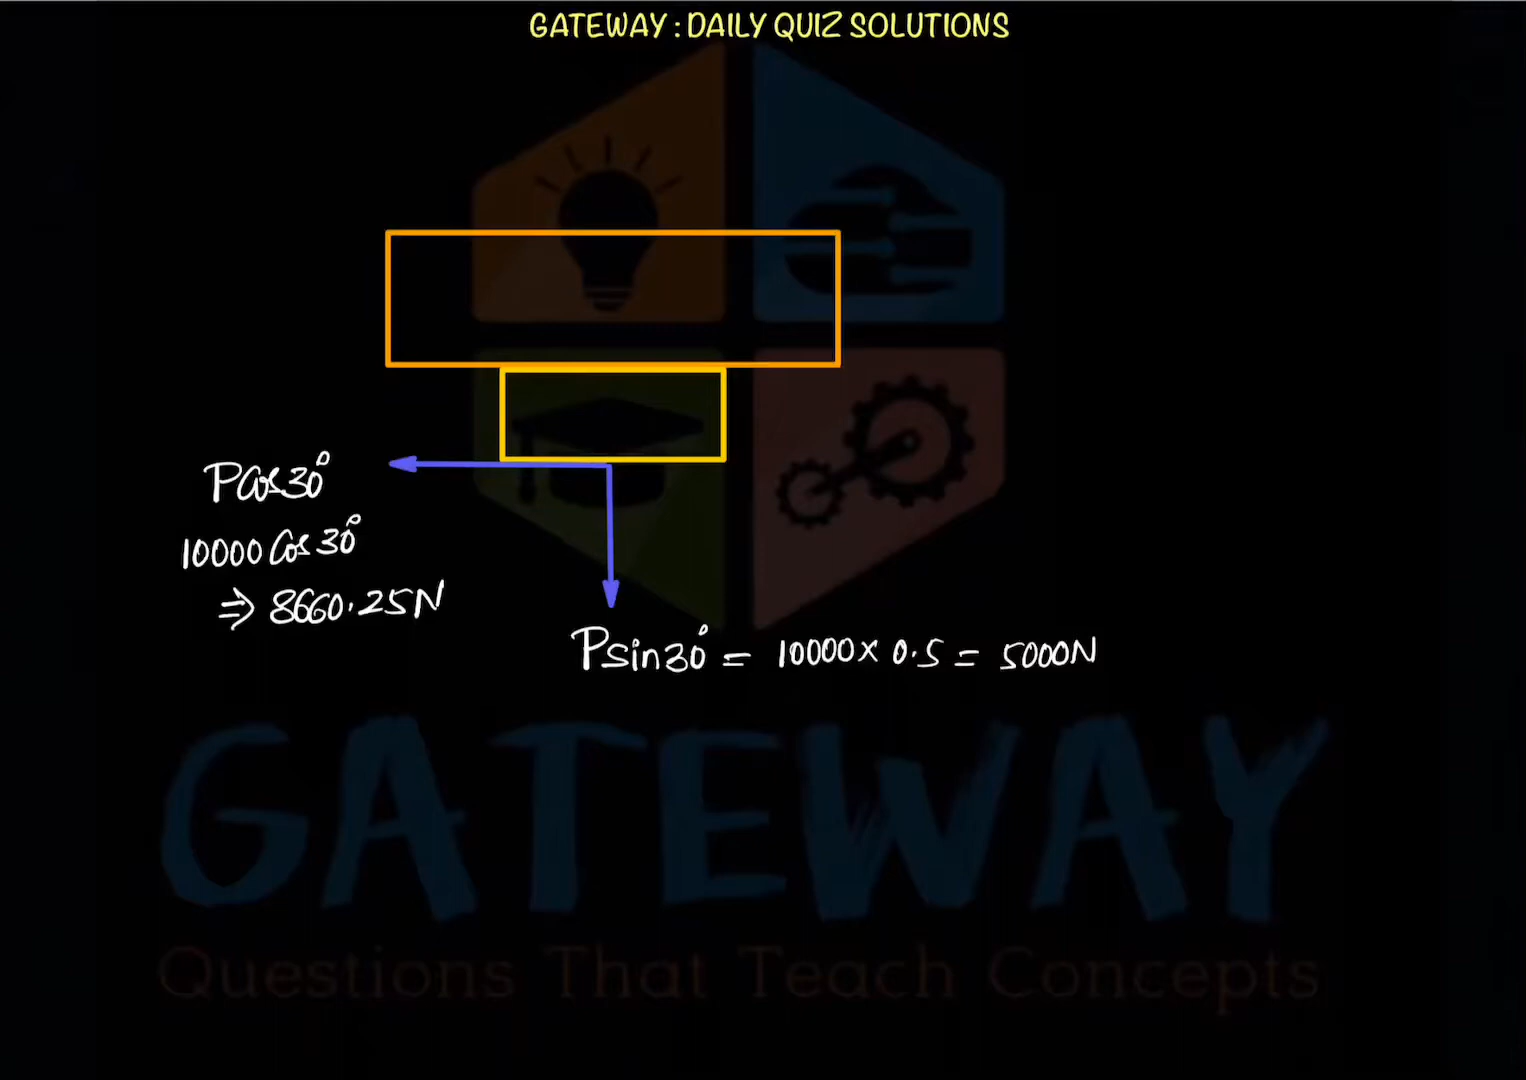 GATEWAY : DAILY QUIZ SOLUTIONS
PCos30°
10000 Cos 30°
⇒ 8660.25N
Psin30° = 10000 x 0.5 = 5000N
GATEWAY
Questions That Teach Concepts